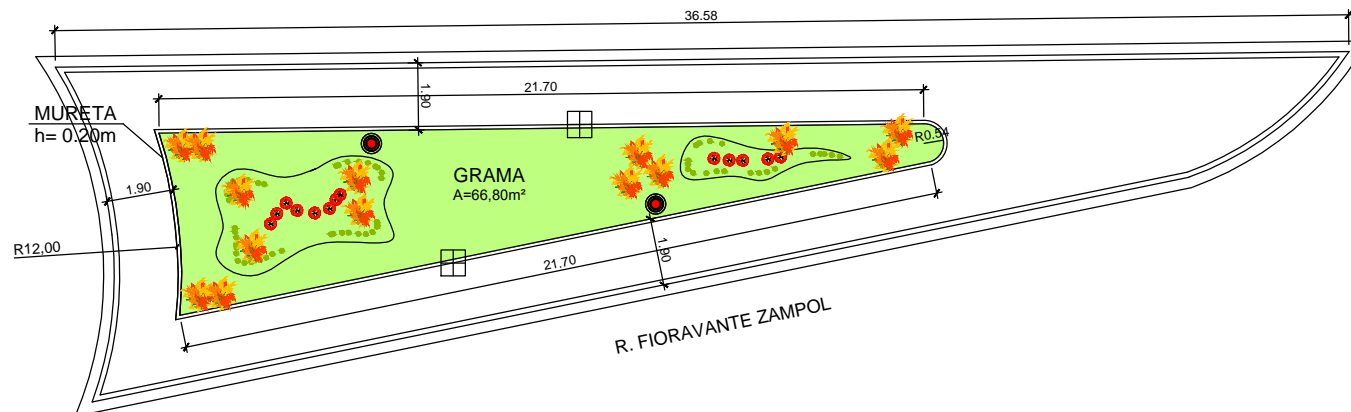 36.58
21.70
1.90
MURETA
h= 0.20m
R0.54
GRAMA
A=66,80m²
1.90
R12,00
1.90
21.70
R. FIORAVANTE ZAMPOL